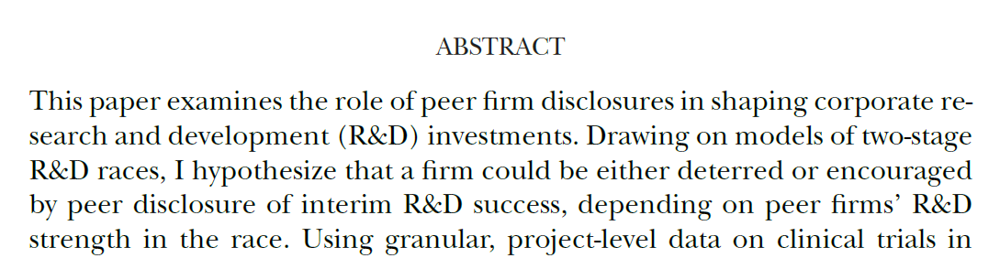 ABSTRACT
This paper examines the role of peer firm disclosures in shaping corporate re-
search and development (R&D) investments. Drawing on models of two-stage
R&D races, I hypothesize that a firm could be either deterred or encouraged
by peer disclosure of interim R&D success, depending on peer firms’ R&D
strength in the race. Using granular, project-level data on clinical trials in